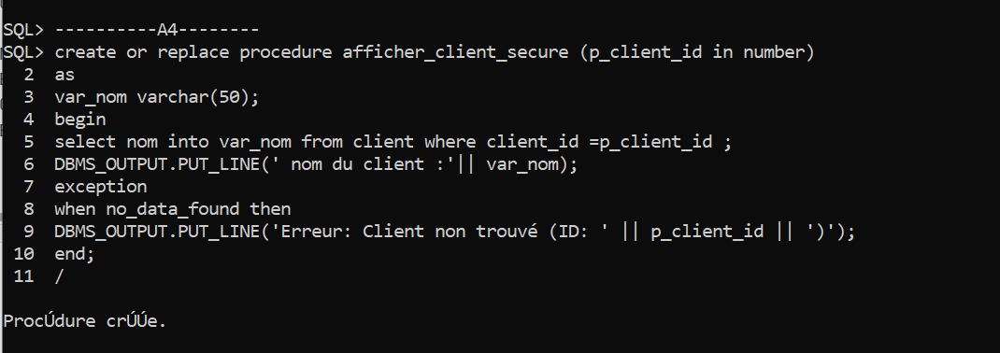 SQL> ----------A4--------
SQL> create or replace procedure afficher_client_secure (p_client_id in number)
2 as
3 var_nom varchar(50);
4 begin
5 select nom into var_nom from client where client_id =p_client_id ;
6 DBMS_OUTPUT.PUT_LINE(' nom du client :'|| var_nom);
7 exception
8 when no_data_found then
9 DBMS_OUTPUT.PUT_LINE('Erreur: Client non trouvé (ID: ' || p_client_id || ')');
10 end;
11 /
ProcÚdure crÚÚe.